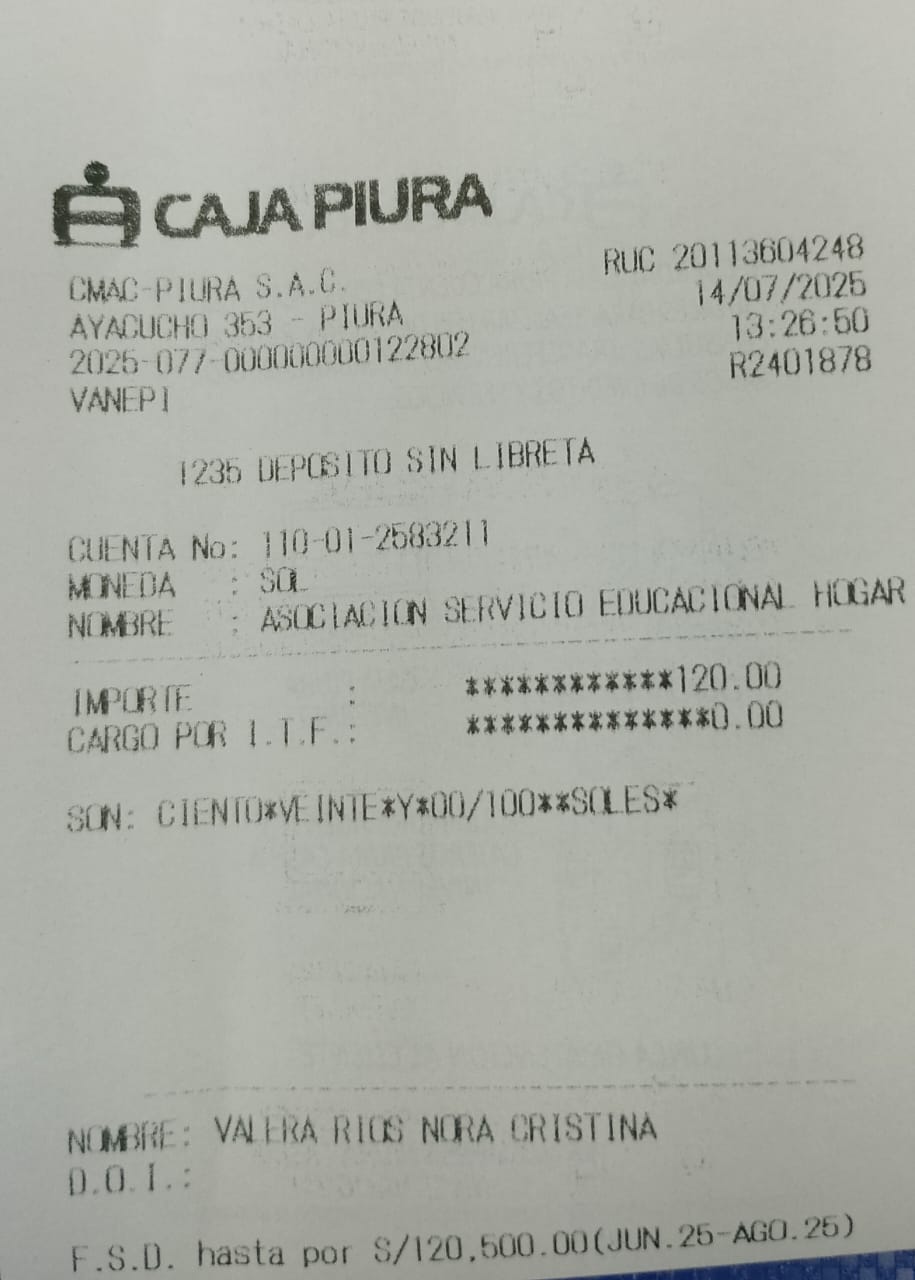 CAJA PIURA
CMAC-PIURA S.A.C. RUC 20113604248
AYACUCHO 353 - PIURA 14/07/2025
2025-077-000000000122802 13:26:50
VANEPI R2401878
1235 DEPOSITO SIN LIBRETA
CUENTA No: 110-01-2583211
MONEDA : SOL
NOMBRE : ASOCIACION SERVICIO EDUCACIONAL HOGAR
IMPORTE : ************120.00
CARGO POR I.T.F.: **************0.00
SON: CIENTO*VEINTE*Y*00/100**SOLES*
NOMBRE: VALERA RIOS NORA CRISTINA
D.O.I.:
F.S.D. hasta por S/120,500.00(JUN.25-AGO.25)